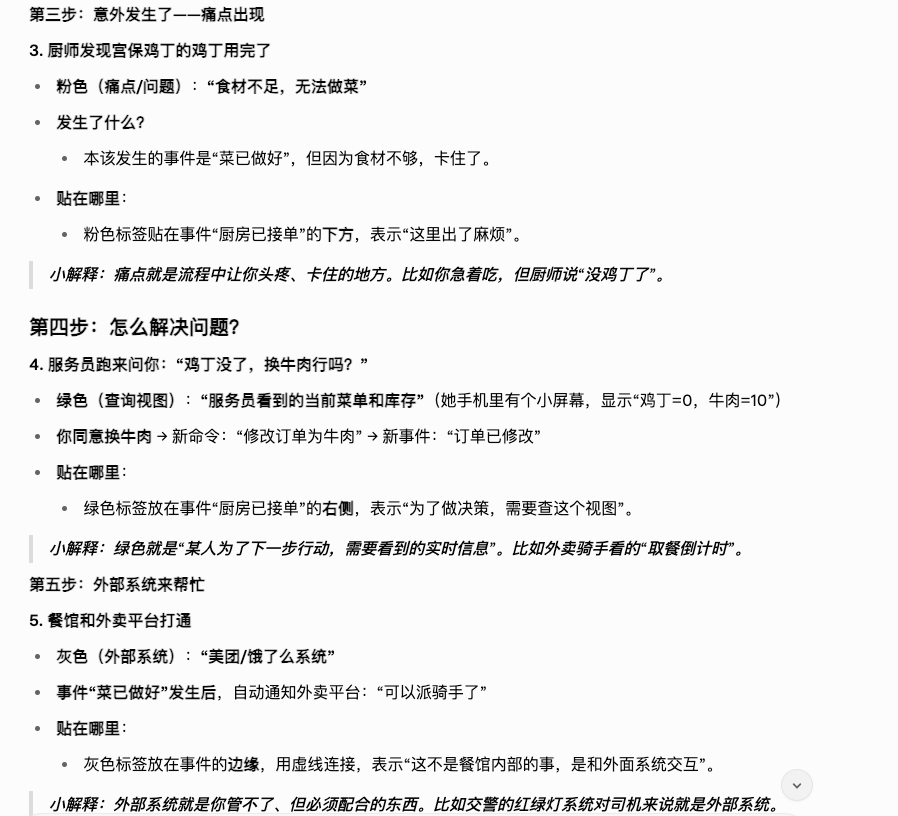 第三步：意外发生了——痛点出现
3. 厨师发现宫保鸡丁的鸡丁用完了
粉色（痛点/问题）：“食材不足，无法做菜”
发生了什么？
本该发生的事件是“菜已做好”，但因为食材不够，卡住了。
贴在哪里：
粉色标签贴在事件“厨房已接单”的下方，表示“这里出了麻烦”。
小解释：痛点就是流程中让你头疼、卡住的地方。比如你急着吃，但厨师说“没鸡丁了”。
第四步：怎么解决问题？
4. 服务员跑来问你：“鸡丁没了，换牛肉行吗？”
绿色（查询视图）：“服务员看到的当前菜单和库存”（她手机里有个小屏幕，显示“鸡丁=0，牛肉=10”）
你同意换牛肉 → 新命令：“修改订单为牛肉” → 新事件：“订单已修改”
贴在哪里：
绿色标签放在事件“厨房已接单”的右侧，表示“为了做决策，需要查这个视图”。
小解释：绿色就是“某人为了下一步行动，需要看到的实时信息”。比如外卖骑手看的“取餐倒计时”。
第五步：外部系统来帮忙
5. 餐馆和外卖平台打通
灰色（外部系统）：“美团/饿了么系统”
事件“菜已做好”发生后，自动通知外卖平台：“可以派骑手了”
贴在哪里：
灰色标签放在事件的边缘，用虚线连接，表示“这不是餐馆内部的事，是和外面系统交互”。
小解释：外部系统就是你管不了、但必须配合的东西。比如交警的红绿灯系统对司机来说就是外部系统。